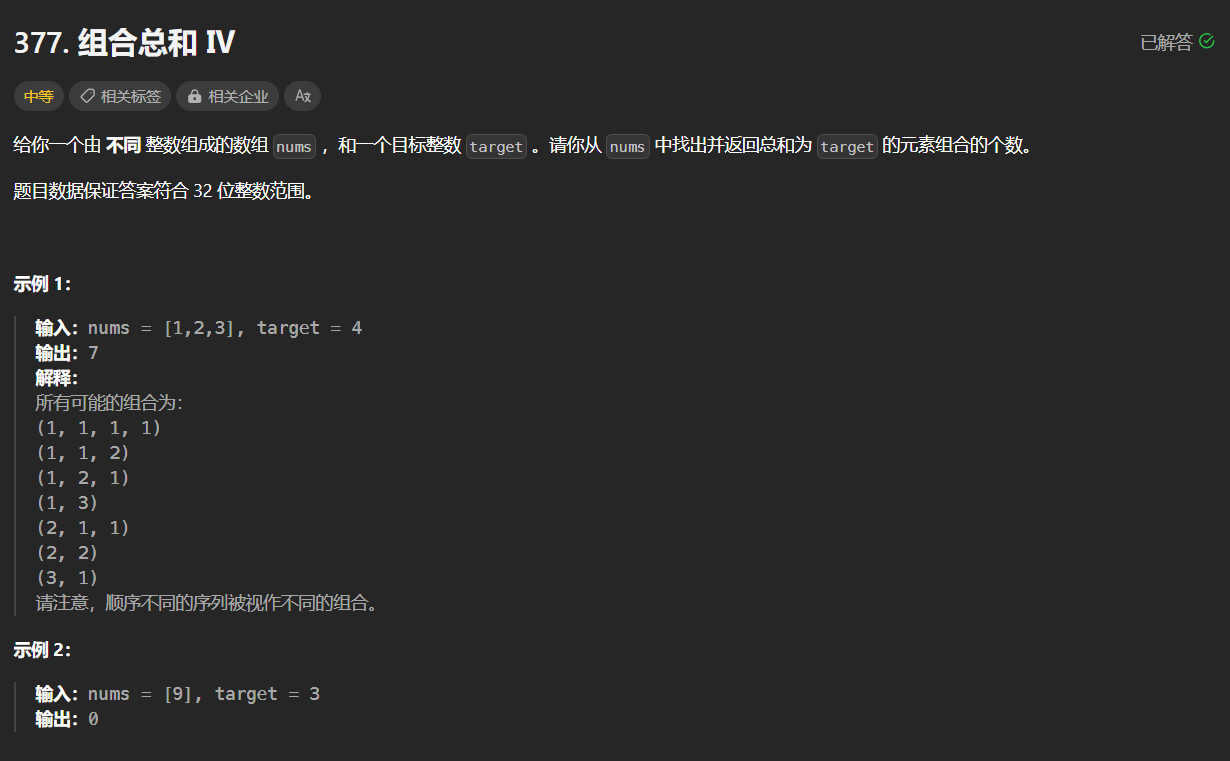 377. 组合总和 Ⅳ
已解答
中等 相关标签 相关企业
给你一个由 不同 整数组成的数组 nums ，和一个目标整数 target 。请你从 nums 中找出并返回总和为 target 的元素组合的个数。
题目数据保证答案符合 32 位整数范围。
示例 1：
输入：nums = [1,2,3], target = 4
输出：7
解释：
所有可能的组合为：
(1, 1, 1, 1)
(1, 1, 2)
(1, 2, 1)
(1, 3)
(2, 1, 1)
(2, 2)
(3, 1)
请注意，顺序不同的序列被视作不同的组合。
示例 2：
输入：nums = [9], target = 3
输出：0